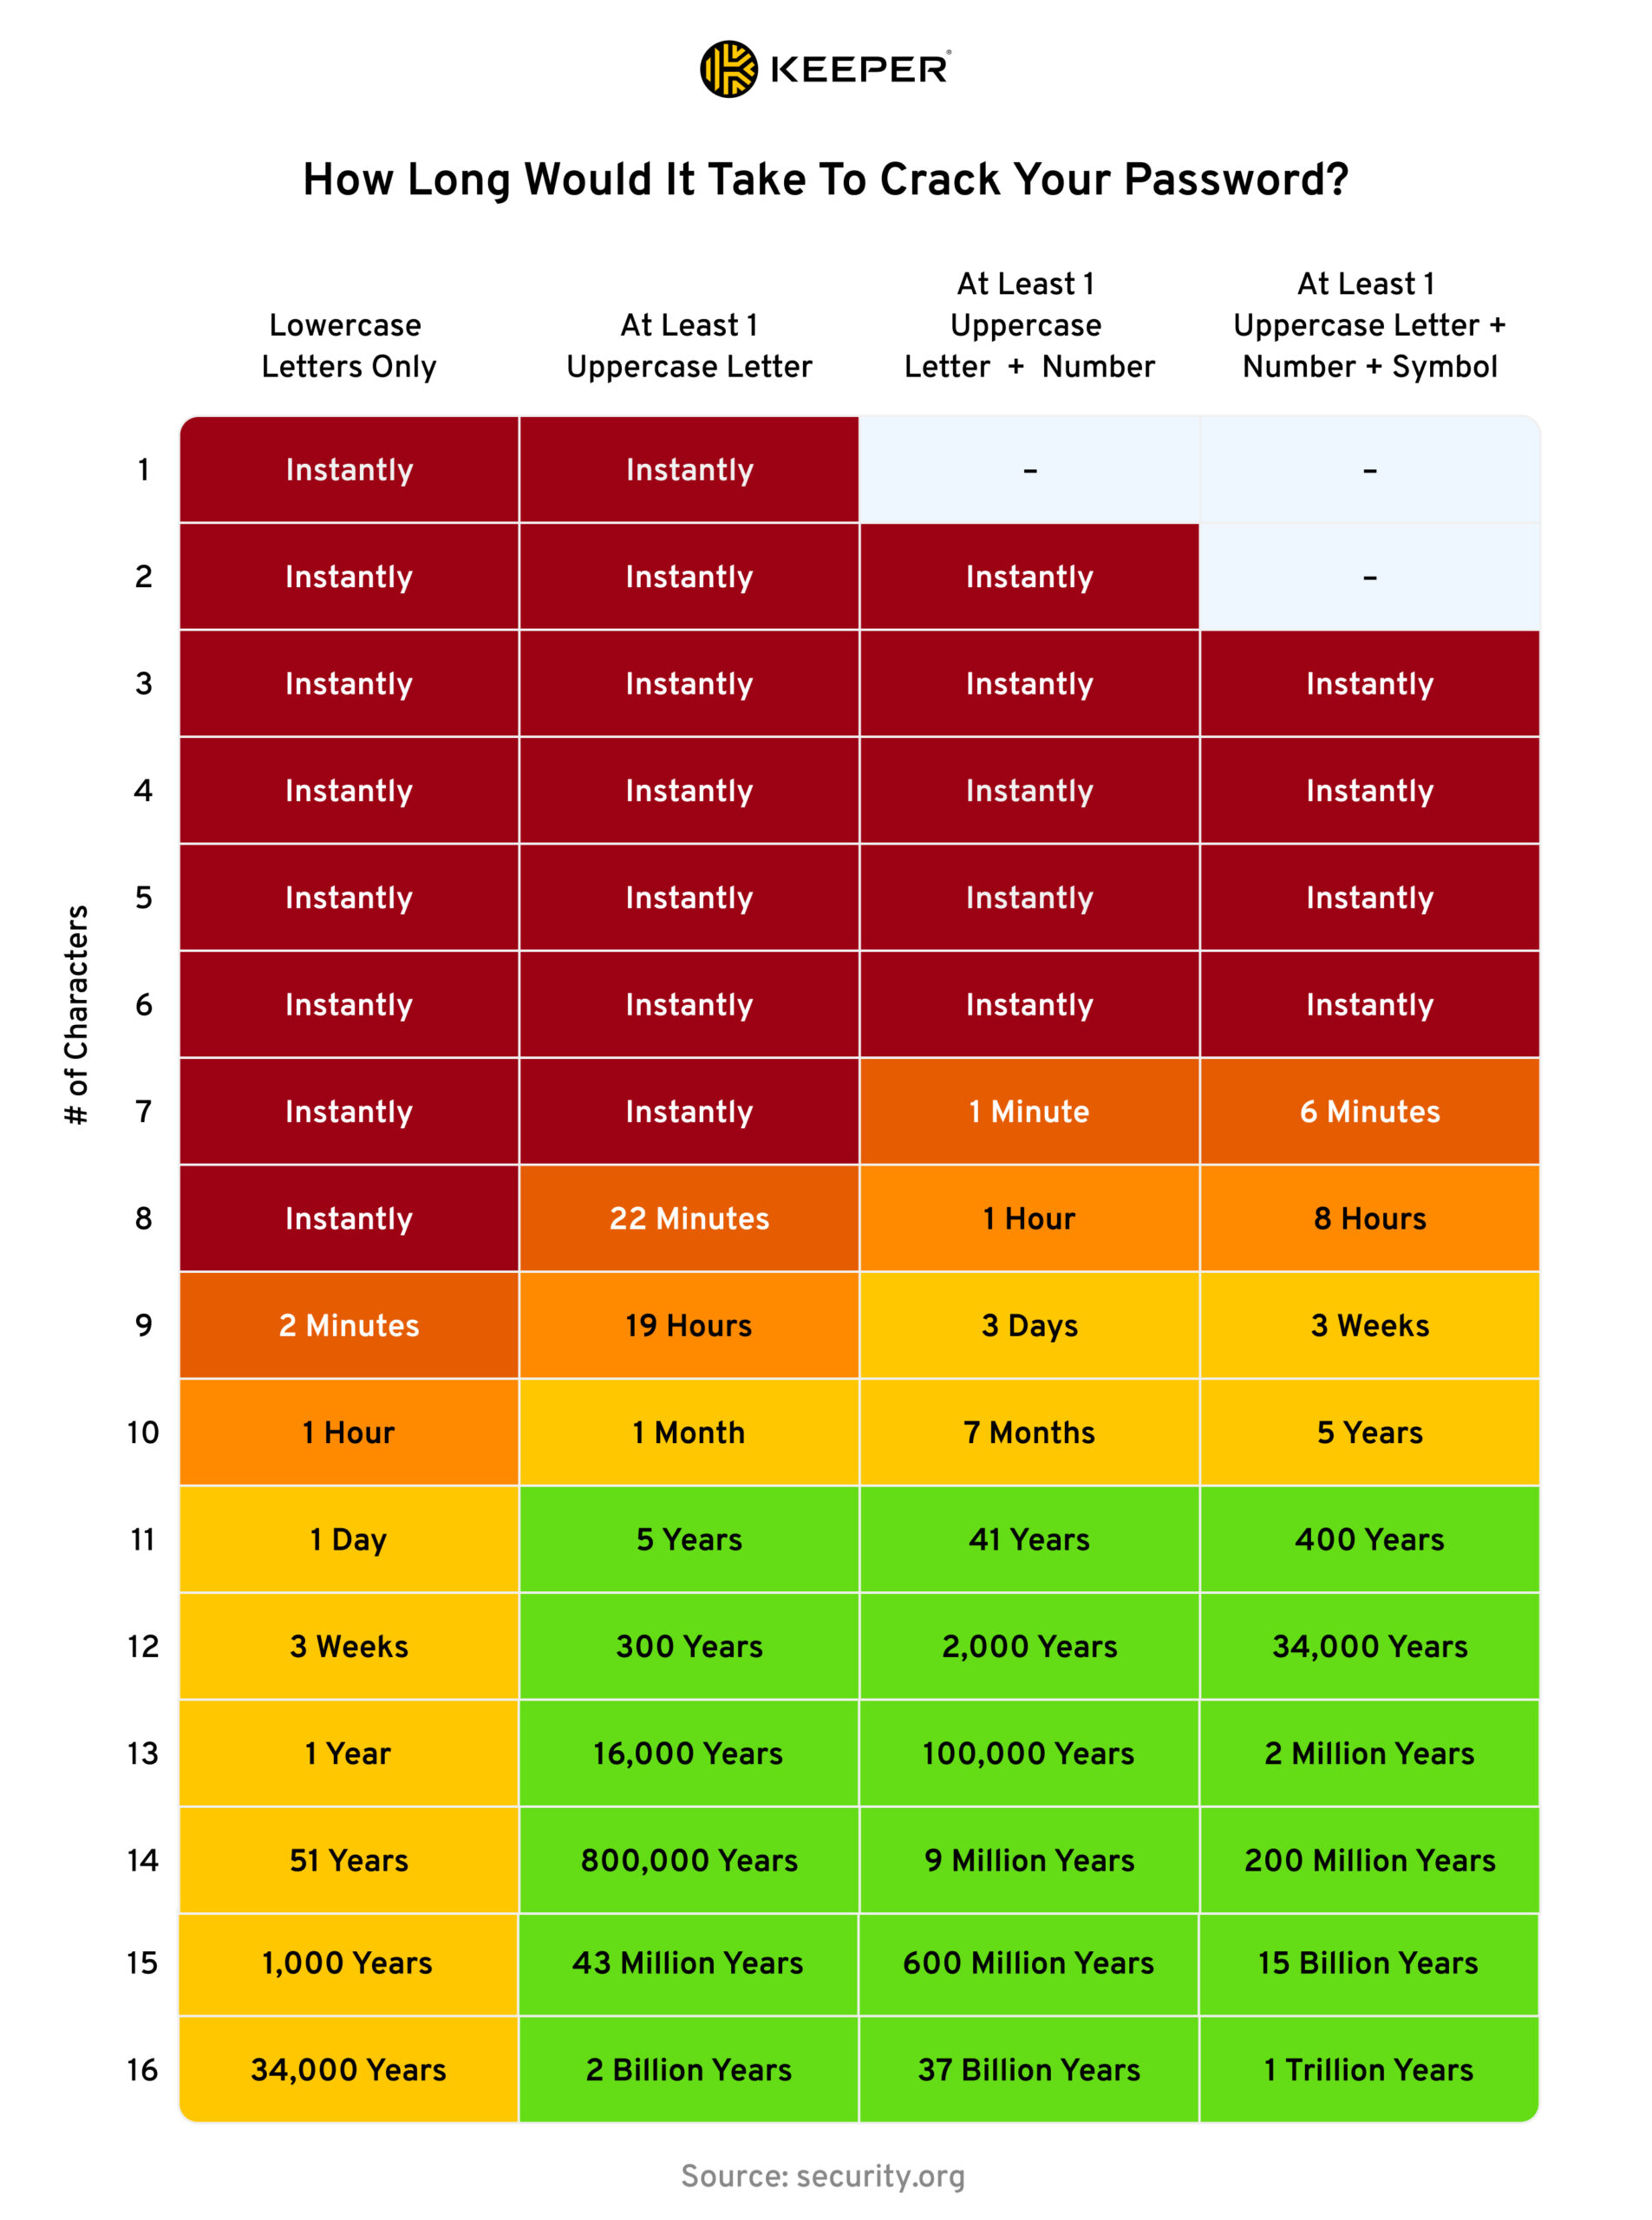 KEEPER®
How Long Would It Take To Crack Your Password?
Lowercase
Letters Only
At Least 1
Uppercase Letter
At Least 1
Uppercase
Letter + Number
At Least 1
Uppercase Letter +
Number + Symbol
# of Characters
1 Instantly Instantly - -
2 Instantly Instantly Instantly -
3 Instantly Instantly Instantly Instantly
4 Instantly Instantly Instantly Instantly
5 Instantly Instantly Instantly Instantly
6 Instantly Instantly Instantly Instantly
7 Instantly Instantly 1 Minute 6 Minutes
8 Instantly 22 Minutes 1 Hour 8 Hours
9 2 Minutes 19 Hours 3 Days 3 Weeks
10 1 Hour 1 Month 7 Months 5 Years
11 1 Day 5 Years 41 Years 400 Years
12 3 Weeks 300 Years 2,000 Years 34,000 Years
13 1 Year 16,000 Years 100,000 Years 2 Million Years
14 51 Years 800,000 Years 9 Million Years 200 Million Years
15 1,000 Years 43 Million Years 600 Million Years 15 Billion Years
16 34,000 Years 2 Billion Years 37 Billion Years 1 Trillion Years
Source: security.org